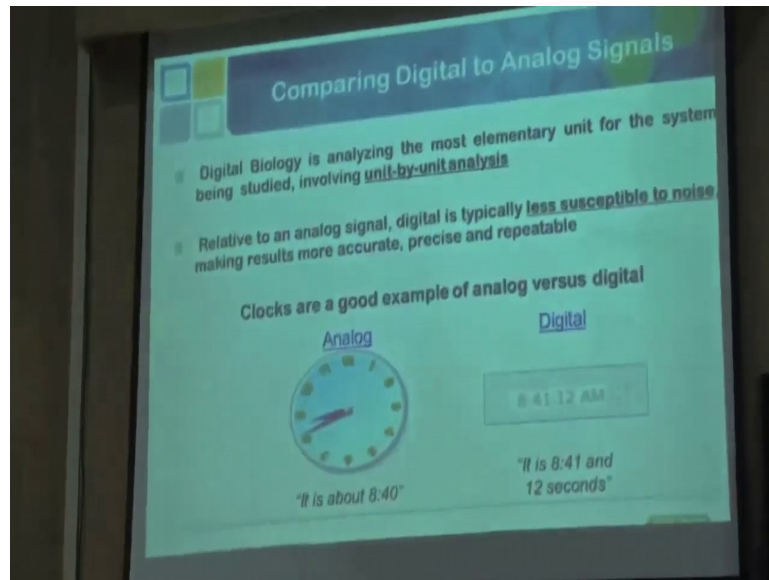 Comparing Digital to Analog Signals
Digital Biology is analyzing the most elementary unit for the system
being studied, involving unit-by-unit analysis
Relative to an analog signal, digital is typically less susceptible to noise,
making results more accurate, precise and repeatable
Clocks are a good example of analog versus digital
Analog
Digital
8:41:12 AM
"It is about 8:40"
"It is 8:41 and
12 seconds"